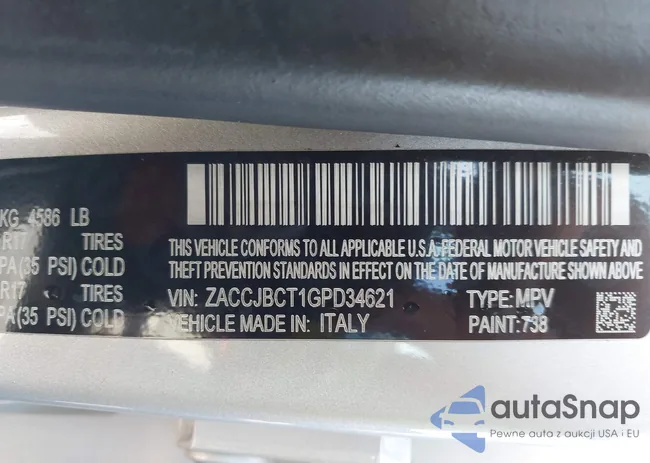 KG 4586 LB
R17 TIRES
PA(35 PSI) COLD
R17 TIRES
PA(35 PSI) COLD
THIS VEHICLE CONFORMS TO ALL APPLICABLE U.S.A. FEDERAL MOTOR VEHICLE SAFETY AND
THEFT PREVENTION STANDARDS IN EFFECT ON THE DATE OF MANUFACTURE SHOWN ABOVE.
VIN: ZACCJBCT1GPD34621 TYPE: MPV
VEHICLE MADE IN: ITALY PAINT: 738
autaSnap
Pewne auta z aukcji USA i EU